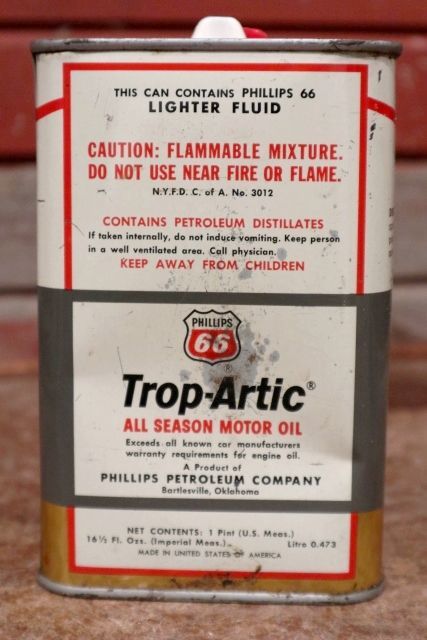 THIS CAN CONTAINS PHILLIPS 66
LIGHTER FLUID
CAUTION: FLAMMABLE MIXTURE.
DO NOT USE NEAR FIRE OR FLAME.
N.Y.F.D. C. of A. No. 3012
CONTAINS PETROLEUM DISTILLATES
If taken internally, do not induce vomiting. Keep person
in a well ventilated area. Call physician.
KEEP AWAY FROM CHILDREN
PHILLIPS
66
®
Trop-Artic®
ALL SEASON MOTOR OIL
Exceeds all known car manufacturers
warranty requirements for engine oil.
A Product of
PHILLIPS PETROLEUM COMPANY
Bartlesville, Oklahoma
NET CONTENTS: 1 Pint (U.S. Meas.)
16½ Fl. Ozs. (Imperial Meas.) Litre 0.473
MADE IN UNITED STATES OF AMERICA